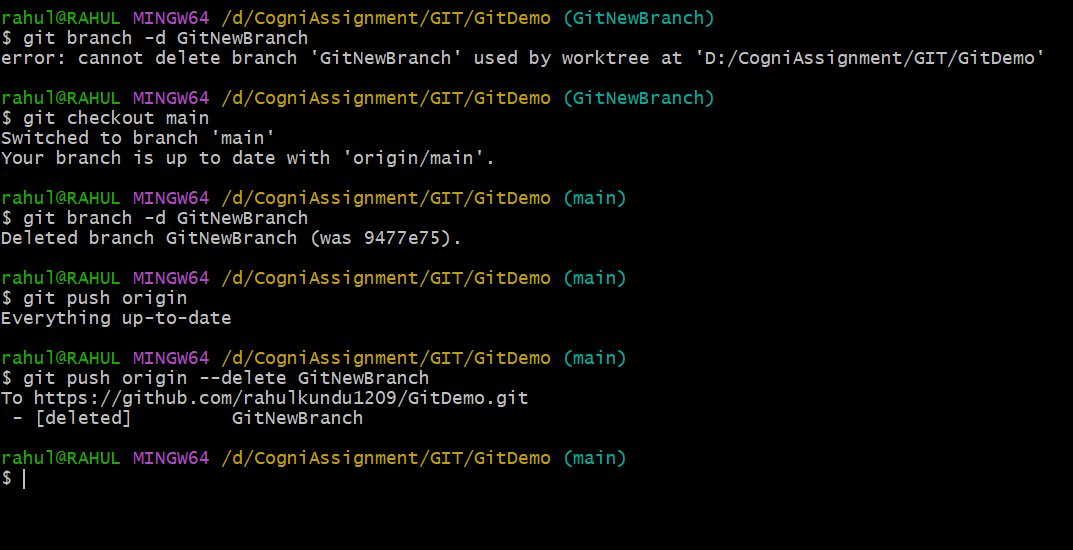 rahul@RAHUL MINGW64 /d/CogniAssignment/GIT/GitDemo (GitNewBranch)
$ git branch -d GitNewBranch
error: cannot delete branch 'GitNewBranch' used by worktree at 'D:/CogniAssignment/GIT/GitDemo'

rahul@RAHUL MINGW64 /d/CogniAssignment/GIT/GitDemo (GitNewBranch)
$ git checkout main
Switched to branch 'main'
Your branch is up to date with 'origin/main'.

rahul@RAHUL MINGW64 /d/CogniAssignment/GIT/GitDemo (main)
$ git branch -d GitNewBranch
Deleted branch GitNewBranch (was 9477e75).

rahul@RAHUL MINGW64 /d/CogniAssignment/GIT/GitDemo (main)
$ git push origin
Everything up-to-date

rahul@RAHUL MINGW64 /d/CogniAssignment/GIT/GitDemo (main)
$ git push origin --delete GitNewBranch
To https://github.com/rahulkundu1209/GitDemo.git
 - [deleted]         GitNewBranch

rahul@RAHUL MINGW64 /d/CogniAssignment/GIT/GitDemo (main)
$